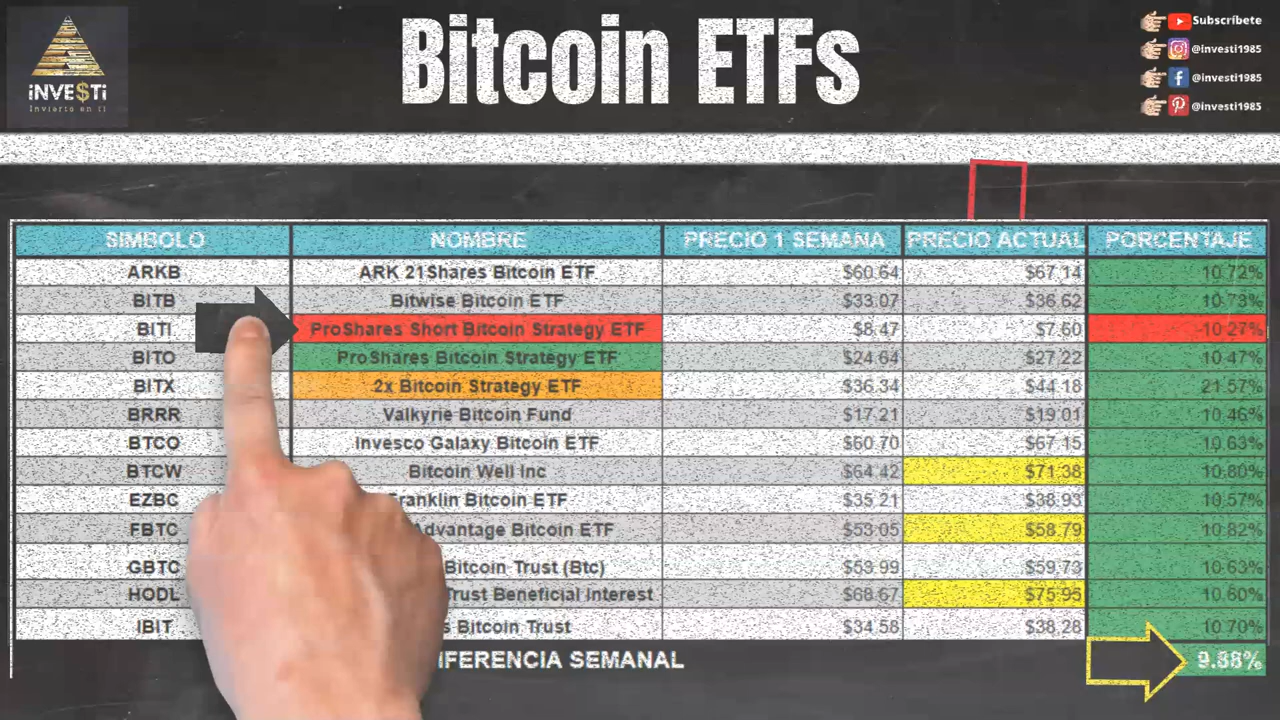 Bitcoin ETFs
iNVE$Ti
Invierto en ti
Subscríbete
@investi1985
@investi1985
@investi1985
SIMBOLO NOMBRE PRECIO 1 SEMANA PRECIO ACTUAL PORCENTAJE
ARKB ARK 21Shares Bitcoin ETF $60.64 $67.14 10.72%
BITB Bitwise Bitcoin ETF $33.07 $36.62 10.73%
BITI ProShares Short Bitcoin Strategy ETF $8.47 $7.60 -10.27%
BITO ProShares Bitcoin Strategy ETF $24.64 $27.22 10.47%
BITX 2x Bitcoin Strategy ETF $36.34 $44.18 21.57%
BRRR Valkyrie Bitcoin Fund $17.21 $19.01 10.46%
BTCO Invesco Galaxy Bitcoin ETF $60.70 $67.15 10.63%
BTCW Bitcoin Well Inc $64.42 $71.38 10.80%
EZBC Franklin Bitcoin ETF $35.21 $38.93 10.57%
FBTC Advantage Bitcoin ETF $53.05 $58.79 10.82%
GBTC Bitcoin Trust (Btc) $53.99 $59.73 10.63%
HODL Trust Beneficial Interest $68.67 $75.95 10.60%
IBIT Bitcoin Trust $34.58 $38.28 10.70%
IFERENCIA SEMANAL 9.88%